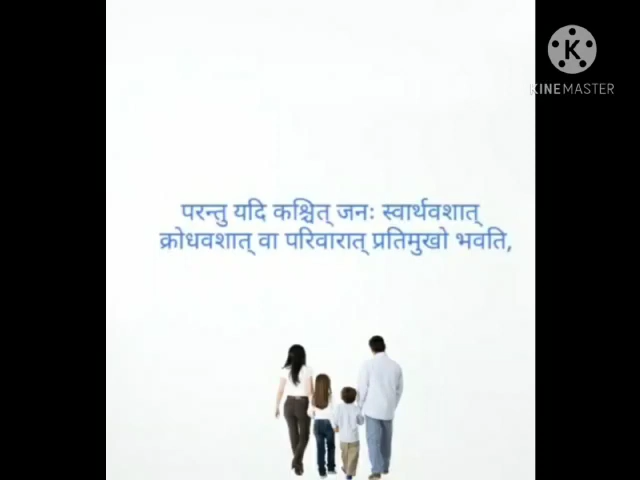 K
KINEMASTER
परन्तु यदि कश्चित् जनः स्वार्थवशात्
क्रोधवशात् वा परिवारात् प्रतिमुखो भवति,